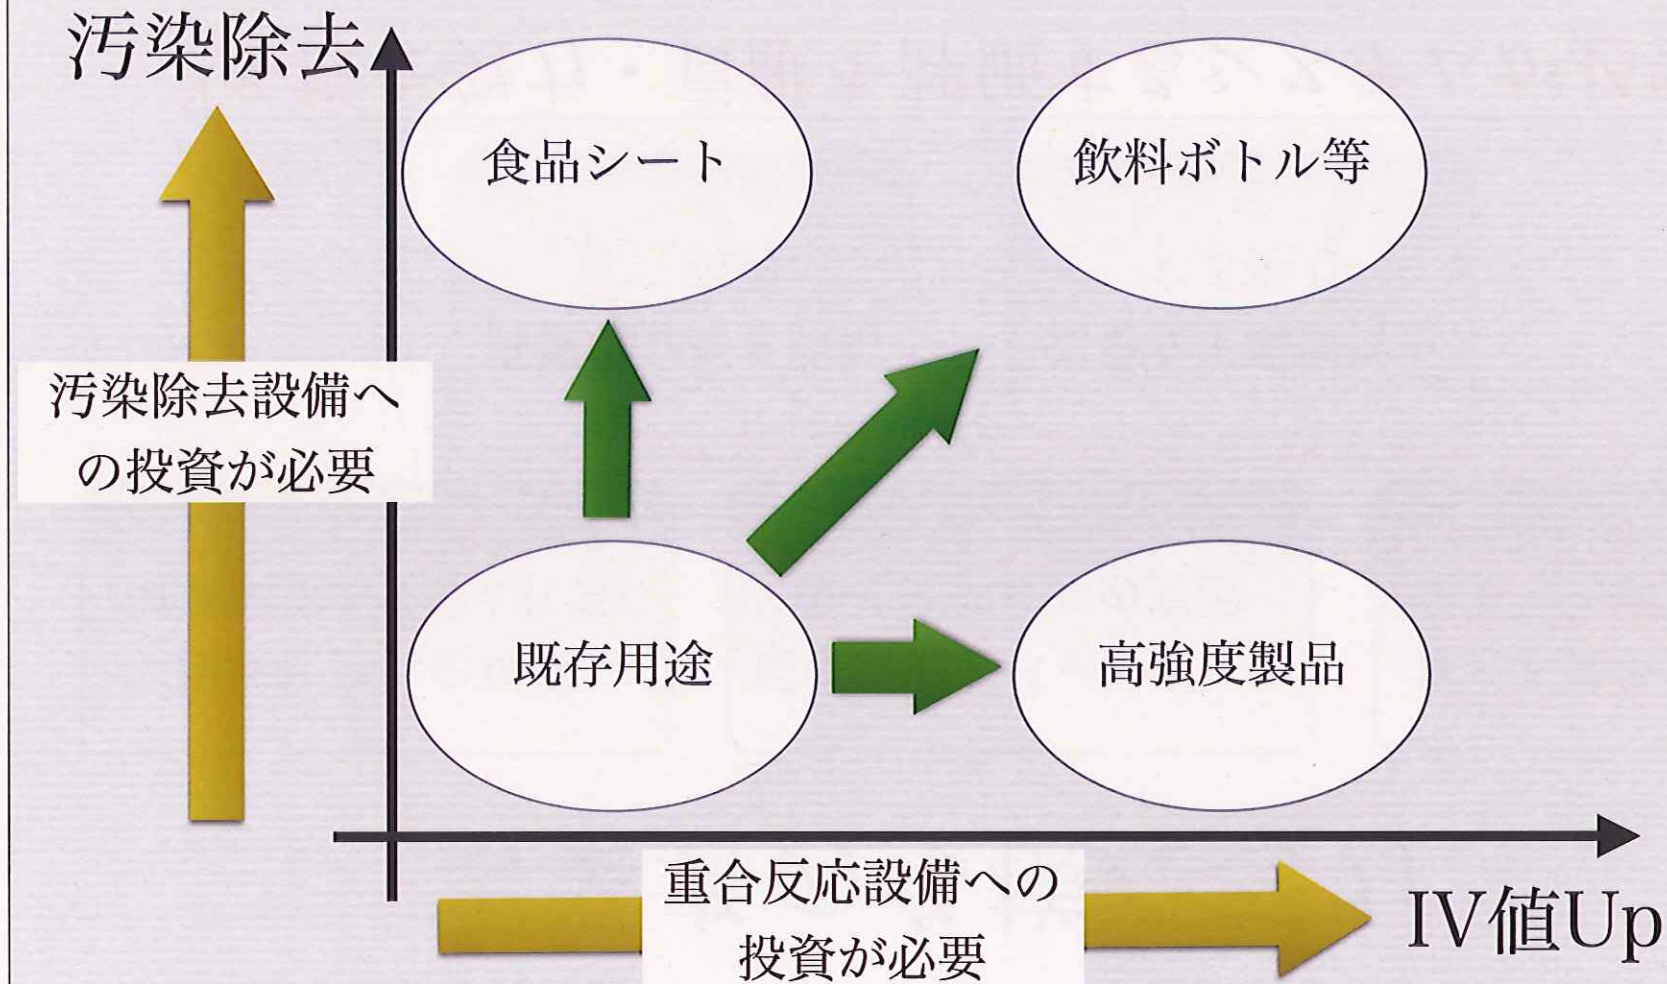 汚染除去
食品シート
飲料ボトル等
汚染除去設備へ
の投資が必要
既存用途
高強度製品
重合反応設備への
投資が必要
IV値Up